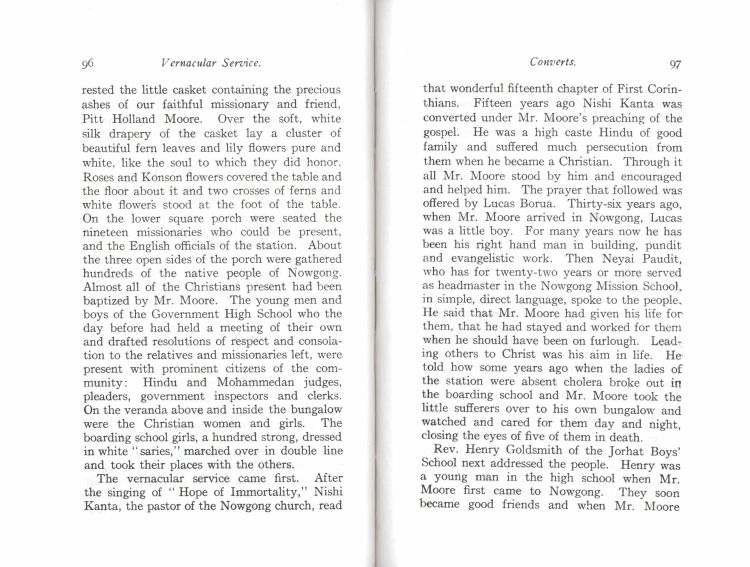 96 Vernacular Service.
rested the little casket containing the precious
ashes of our faithful missionary and friend,
Pitt Holland Moore. Over the soft, white
silk drapery of the casket lay a cluster of
beautiful fern leaves and lily flowers pure and
white, like the soul to which they did honor.
Roses and Konson flowers covered the table and
the floor about it and two crosses of ferns and
white flowers stood at the foot of the table.
On the lower square porch were seated the
nineteen missionaries who could be present,
and the English officials of the station. About
the three open sides of the porch were gathered
hundreds of the native people of Nowgong.
Almost all of the Christians present had been
baptized by Mr. Moore. The young men and
boys of the Government High School who the
day before had held a meeting of their own
and drafted resolutions of respect and consola-
tion to the relatives and missionaries left, were
present with prominent citizens of the com-
munity: Hindu and Mohammedan judges,
pleaders, government inspectors and clerks.
On the veranda above and inside the bungalow
were the Christian women and girls. The
boarding school girls, a hundred strong, dressed
in white "saries," marched over in double line
and took their places with the others.
The vernacular service came first. After
the singing of "Hope of Immortality," Nishi
Kanta, the pastor of the Nowgong church, read
Converts. 97
that wonderful fifteenth chapter of First Corin-
thians. Fifteen years ago Nishi Kanta was
converted under Mr. Moore's preaching of the
gospel. He was a high caste Hindu of good
family and suffered much persecution from
them when he became a Christian. Through it
all Mr. Moore stood by him and encouraged
and helped him. The prayer that followed was
offered by Lucas Borua. Thirty-six years ago,
when Mr. Moore arrived in Nowgong, Lucas
was a little boy. For many years now he has
been his right hand man in building, pundit
and evangelistic work. Then Neyai Paudit,
who has for twenty-two years or more served
as headmaster in the Nowgong Mission School,
in simple, direct language, spoke to the people.
He said that Mr. Moore had given his life for
them, that he had stayed and worked for them
when he should have been on furlough. Lead-
ing others to Christ was his aim in life. He
told how some years ago when the ladies of
the station were absent cholera broke out in
the boarding school and Mr. Moore took the
little sufferers over to his own bungalow and
watched and cared for them day and night,
closing the eyes of five of them in death.
Rev. Henry Goldsmith of the Jorhat Boys'
School next addressed the people. Henry was
a young man in the high school when Mr.
Moore first came to Nowgong. They soon
became good friends and when Mr. Moore